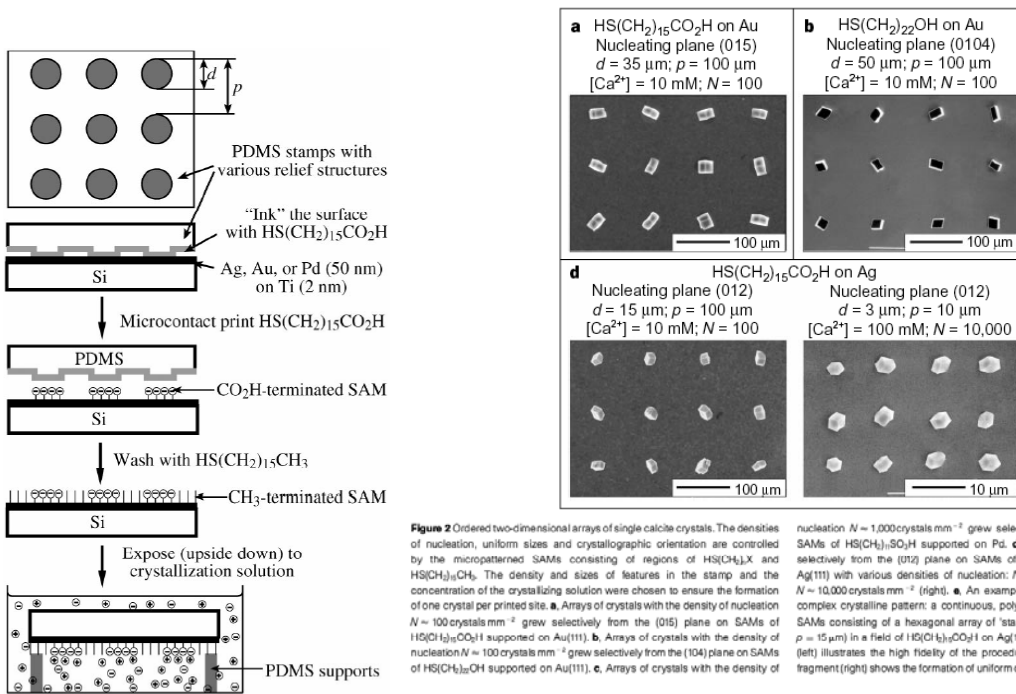 d
p
PDMS stamps with
various relief structures
“Ink” the surface
with HS(CH2)15CO2H
Ag, Au, or Pd (50 nm)
on Ti (2 nm)
Si
Microcontact print HS(CH2)15CO2H
PDMS
CO2H-terminated SAM
Si
Wash with HS(CH2)15CH3
CH3-terminated SAM
Si
Expose (upside down) to
crystallization solution
PDMS supports
a HS(CH2)15CO2H on Au
Nucleating plane (015)
d = 35 μm; p = 100 μm
[Ca2+] = 10 mM; N = 100
100 μm
b HS(CH2)22OH on Au
Nucleating plane (0104)
d = 50 μm; p = 100 μm
[Ca2+] = 10 mM; N = 100
100 μm
d HS(CH2)15CO2H on Ag
Nucleating plane (012)
d = 15 μm; p = 100 μm
[Ca2+] = 10 mM; N = 100
100 μm
Nucleating plane (012)
d = 3 μm; p = 10 μm
[Ca2+] = 100 mM; N = 10,000
10 μm
Figure 2 Ordered two-dimensional arrays of single calcite crystals. The densities
of nucleation, uniform sizes and crystallographic orientation are controlled
by the micropatterned SAMs consisting of regions of HS(CH2)nX and
HS(CH2)15CH3. The density and sizes of features in the stamp and the
concentration of the crystallizing solution were chosen to ensure the formation
of one crystal per printed site. a, Arrays of crystals with the density of nucleation
N ≈ 100 crystals mm−2 grew selectively from the (015) plane on SAMs of
HS(CH2)15CO2H supported on Au(111). b, Arrays of crystals with the density of
nucleation N ≈ 100 crystals mm−2 grew selectively from the (104) plane on SAMs
of HS(CH2)22OH supported on Au(111). c, Arrays of crystals with the density of
nucleation N ≈ 1,000 crystals mm−2 grew selec
SAMs of HS(CH2)11SO3H supported on Pd.
selectively from the (012) plane on SAMs of
Ag(111) with various densities of nucleation:
N ≈ 10,000 crystals mm−2 (right). e, An examp
complex crystalline pattern: a continuous, poly
SAMs consisting of a hexagonal array of 'sta
p = 15 μm) in a field of HS(CH2)15CO2H on Ag(1
(left) illustrates the high fidelity of the procedu
fragment (right) shows the formation of uniform